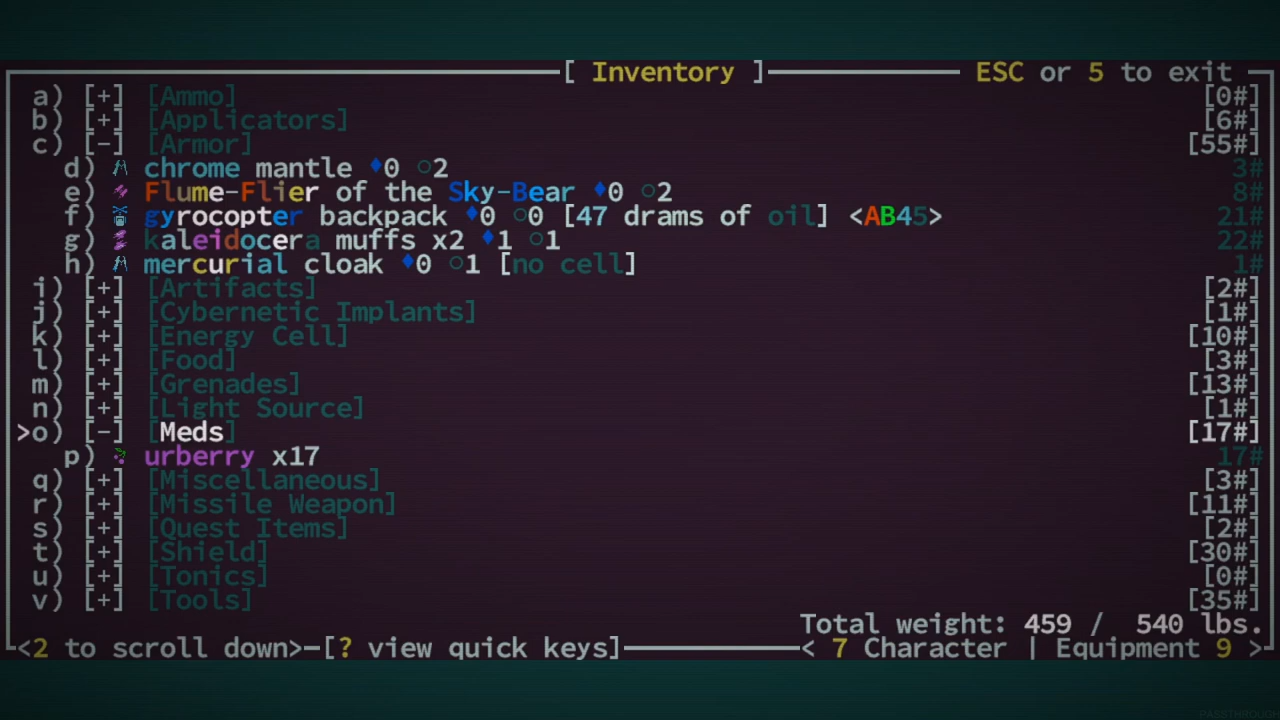 [ Inventory ] ESC or 5 to exit
a) [+] [Ammo] [0#]
b) [+] [Applicators] [6#]
c) [-] [Armor] [55#]
d) chrome mantle ♦0 ○2 3#
e) Flume-Flier of the Sky-Bear ♦0 ○2 8#
f) gyrocopter backpack ♦0 ○0 [47 drams of oil] <AB45> 21#
g) kaleidocera muffs x2 ♦1 ○1 22#
h) mercurial cloak ♦0 ○1 [no cell] 1#
i) [+] [Artifacts] [2#]
j) [+] [Cybernetic Implants] [1#]
k) [+] [Energy Cell] [10#]
l) [+] [Food] [3#]
m) [+] [Grenades] [13#]
n) [+] [Light Source] [1#]
>o) [-] [Meds] [17#]
p) urberry x17 17#
q) [+] [Miscellaneous] [3#]
r) [+] [Missile Weapon] [11#]
s) [+] [Quest Items] [2#]
t) [+] [Shield] [30#]
u) [+] [Tonics] [0#]
v) [+] [Tools] [35#]
Total weight: 459 / 540 lbs.
<2 to scroll down> [? view quick keys] < 7 Character | Equipment 9 >